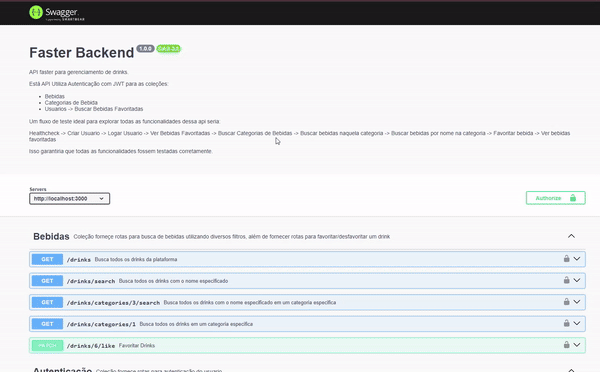 Swagger.
Supported by SMARTBEAR
Faster Backend 1.0.0 OAS 3.1
API faster para gerenciamento de drinks
Está API Utiliza Autenticação com JWT para as coleções:
Bebidas
Categorias de Bebida
Usuarios -> Buscar Bebidas Favoritadas
Um fluxo de teste ideal para explorar todas as funcionalidades dessa api seria:
Healthcheck -> Criar Usuario -> Logar Usuario -> Ver Bebidas Favoritadas -> Buscar Categorias de Bebidas -> Buscar bebidas naquela categoria -> Buscar bebidas por nome na categoria -> Favoritar bebida -> Ver bebidas
favoritadas
Isso garantiria que todas as funcionalidades fossem testadas corretamente.
Servers
http://localhost:3000
Authorize
Bebidas Coleção forneçe rotas para busca de bebidas utilizando diversos filtros, além de fornecer rotas para favoritar/desfavoritar um drink
GET /drinks Busca todos os drinks da plataforma
GET /drinks/search Busca todos os drinks com o nome especificado
GET /drinks/categories/3/search Busca todos os drinks com o nome especificado em um categoria específica
GET /drinks/categories/1 Busca todos os drinks em um categoria específica
PATCH /drinks/6/like Favoritar Drinks
Autenticação Coleção fornece rotas para autenticação do usuario